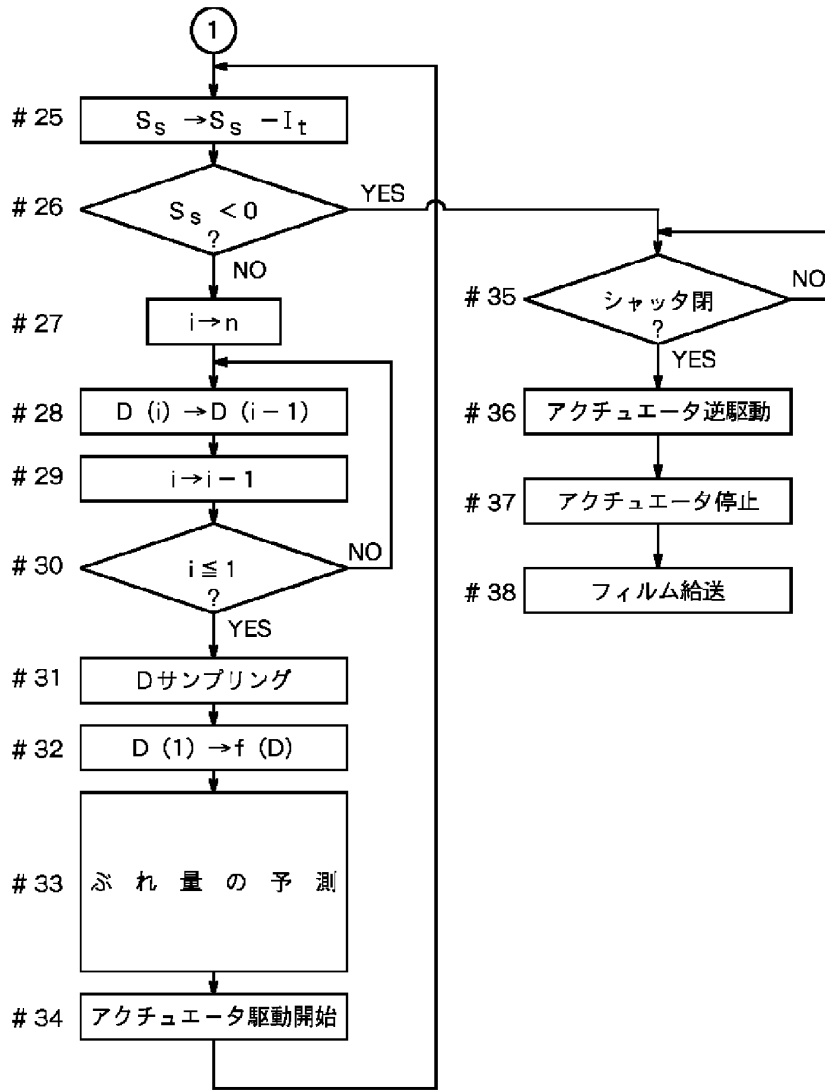 1
#25
S_s → S_s − I_t
#26
S_s < 0
?
YES
NO
#27
i→n
#28
D (i) → D (i − 1)
#29
i→i − 1
#30
i ≦ 1
?
NO
YES
#31
Dサンプリング
#32
D (1) → f (D)
#33
ぶれ量の予測
#34
アクチュエータ駆動開始
#35
シャッタ閉
?
NO
YES
#36
アクチュエータ逆駆動
#37
アクチュエータ停止
#38
フィルム給送